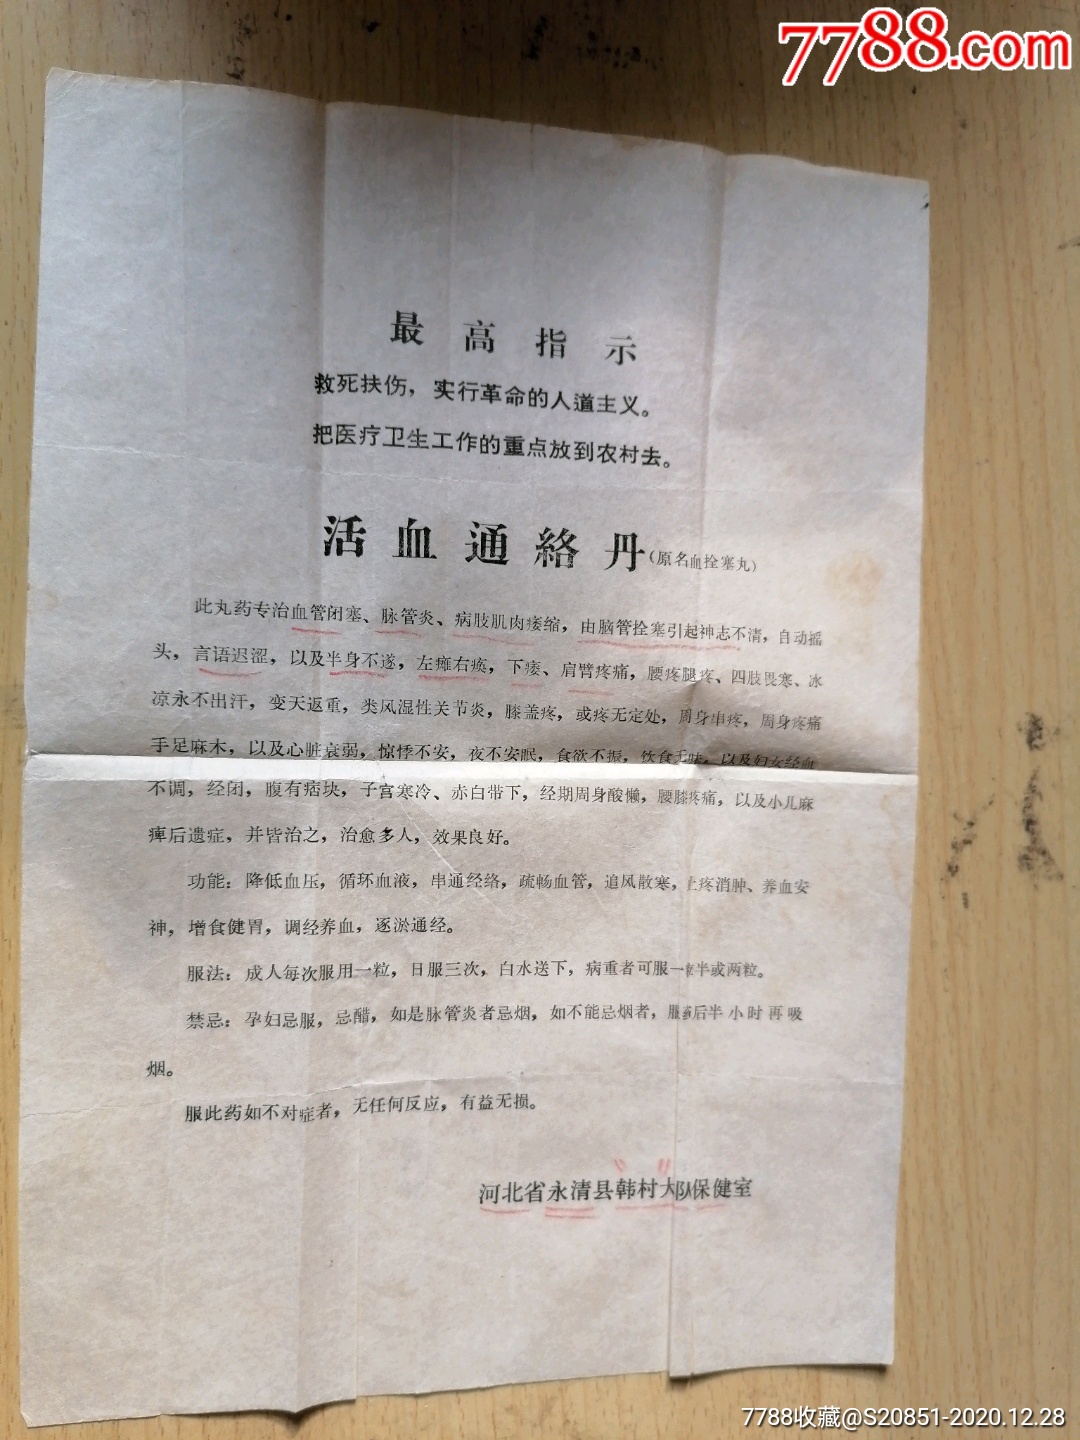 7788.com
最高指示
救死扶伤，实行革命的人道主义。
把医疗卫生工作的重点放到农村去。
活血通絡丹（原名血拴塞丸）
此丸药专治血管闭塞、脉管炎、病肢肌肉痿缩，由脑管拴塞引起神志不清，自动摇
头，言语迟涩，以及半身不遂，左瘫右痪，下痿、肩臂疼痛，腰疼腿疼、四肢畏寒、冰
凉永不出汗，变天返重，类风湿性关节炎，膝盖疼，或疼无定处，周身串疼，周身疼痛
手足麻木，以及心脏衰弱，惊悸不安，夜不安眠，食欲不振，饮食无味，以及妇女经血
不调，经闭，腹有痞块，子宫寒冷、赤白带下，经期周身酸懒，腰膝疼痛，以及小儿麻
痺后遗症，并皆治之，治愈多人，效果良好。
功能：降低血压，循环血液，串通经络，疏畅血管，追风散寒，止疼消肿、养血安
神，增食健胃，调经养血，逐淤通经。
服法：成人每次服用一粒，日服三次，白水送下，病重者可服一粒半或两粒。
禁忌：孕妇忌服，忌醋，如是脉管炎者忌烟，如不能忌烟者，服药后半小时再吸
烟。
服此药如不对症者，无任何反应，有益无损。
河北省永清县韩村大队保健室
7788收藏@S20851-2020.12.28